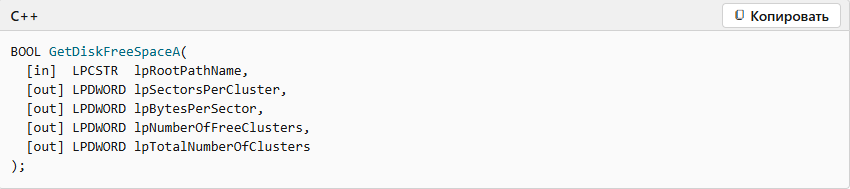 C++
Копировать
BOOL GetDiskFreeSpaceA(
  [in]  LPCSTR  lpRootPathName,
  [out] LPDWORD lpSectorsPerCluster,
  [out] LPDWORD lpBytesPerSector,
  [out] LPDWORD lpNumberOfFreeClusters,
  [out] LPDWORD lpTotalNumberOfClusters
);